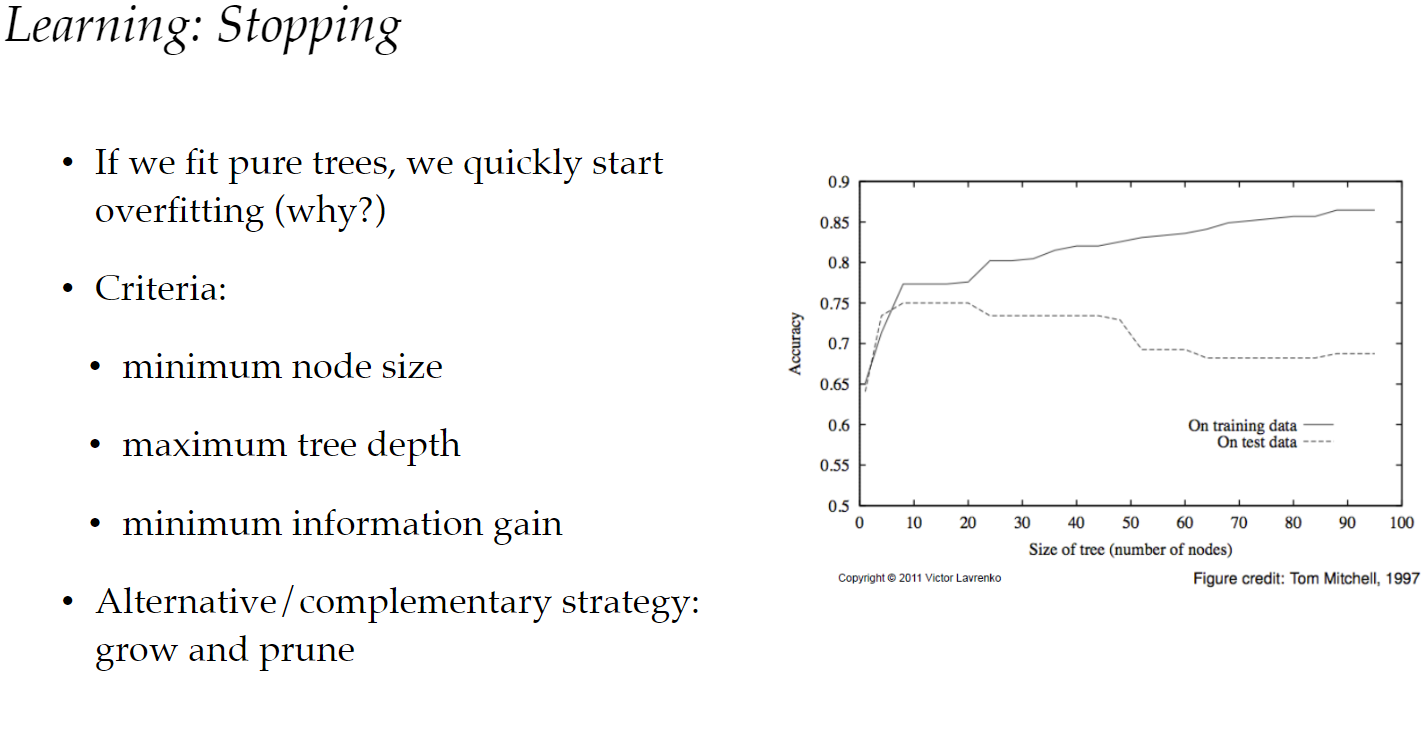 Learning: Stopping
• If we fit pure trees, we quickly start
overfitting (why?)
• Criteria:
• minimum node size
• maximum tree depth
• minimum information gain
• Alternative/complementary strategy:
grow and prune
0.9
0.85
0.8
0.75
0.7
0.65
0.6
0.55
0.5
Accuracy
On training data
On test data
0 10 20 30 40 50 60 70 80 90 100
Size of tree (number of nodes)
Copyright © 2011 Victor Lavrenko
Figure credit: Tom Mitchell, 1997